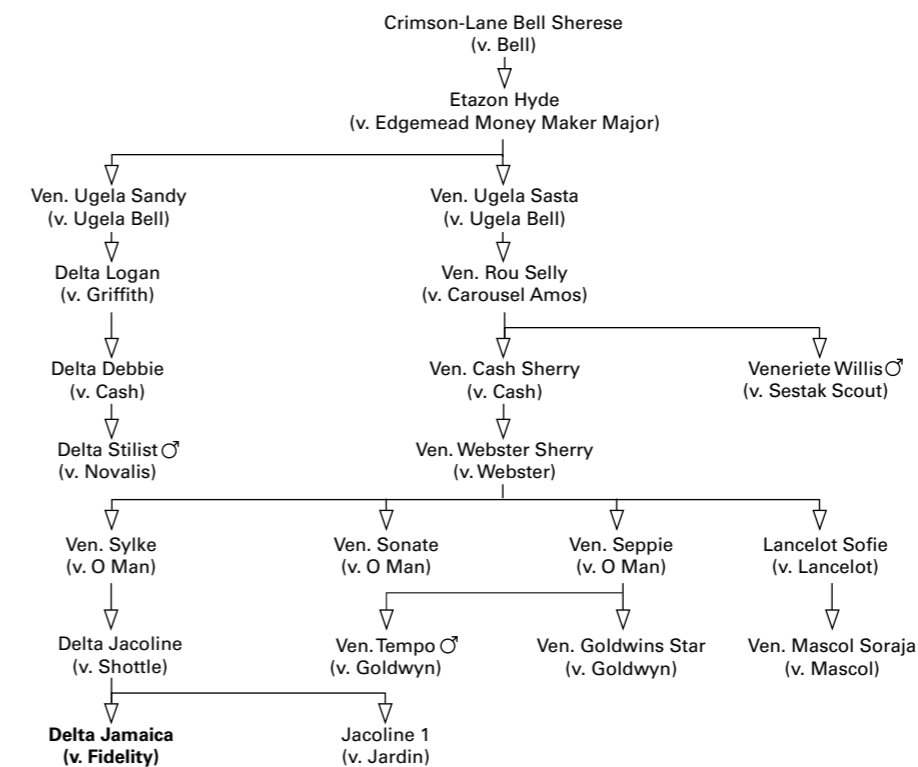 Crimson-Lane Bell Sherese
(v. Bell)
Etazon Hyde
(v. Edgemead Money Maker Major)
Ven. Ugela Sandy
(v. Ugela Bell)
Ven. Ugela Sasta
(v. Ugela Bell)
Delta Logan
(v. Griffith)
Ven. Rou Selly
(v. Carousel Amos)
Delta Debbie
(v. Cash)
Ven. Cash Sherry
(v. Cash)
Veneriete Willis ♂
(v. Sestak Scout)
Delta Stilist ♂
(v. Novalis)
Ven. Webster Sherry
(v. Webster)
Ven. Sylke
(v. O Man)
Ven. Sonate
(v. O Man)
Ven. Seppie
(v. O Man)
Lancelot Sofie
(v. Lancelot)
Delta Jacoline
(v. Shottle)
Ven. Tempo ♂
(v. Goldwyn)
Ven. Goldwins Star
(v. Goldwyn)
Ven. Mascol Soraja
(v. Mascol)
Delta Jamaica
(v. Fidelity)
Jacoline 1
(v. Jardin)